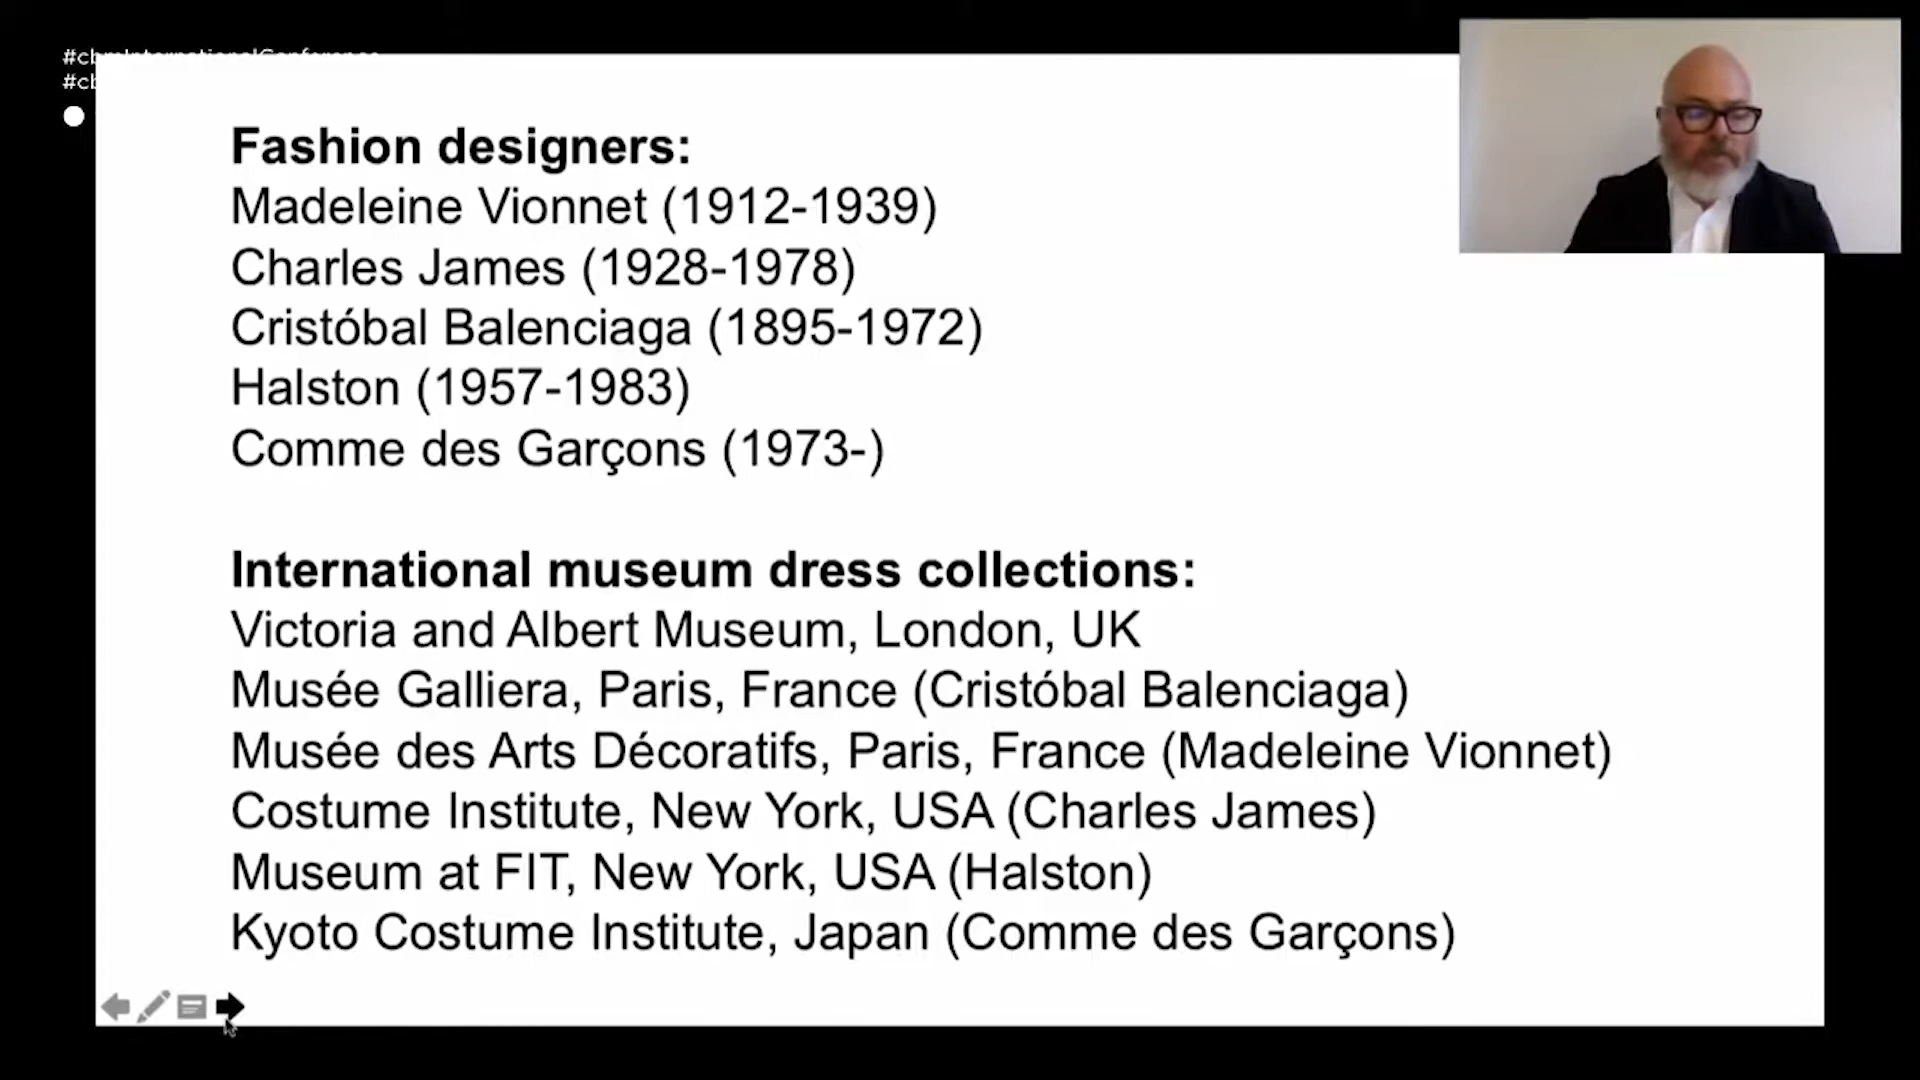 Fashion designers:
Madeleine Vionnet (1912-1939)
Charles James (1928-1978)
Cristóbal Balenciaga (1895-1972)
Halston (1957-1983)
Comme des Garçons (1973-)
International museum dress collections:
Victoria and Albert Museum, London, UK
Musée Galliera, Paris, France (Cristóbal Balenciaga)
Musée des Arts Décoratifs, Paris, France (Madeleine Vionnet)
Costume Institute, New York, USA (Charles James)
Museum at FIT, New York, USA (Halston)
Kyoto Costume Institute, Japan (Comme des Garçons)